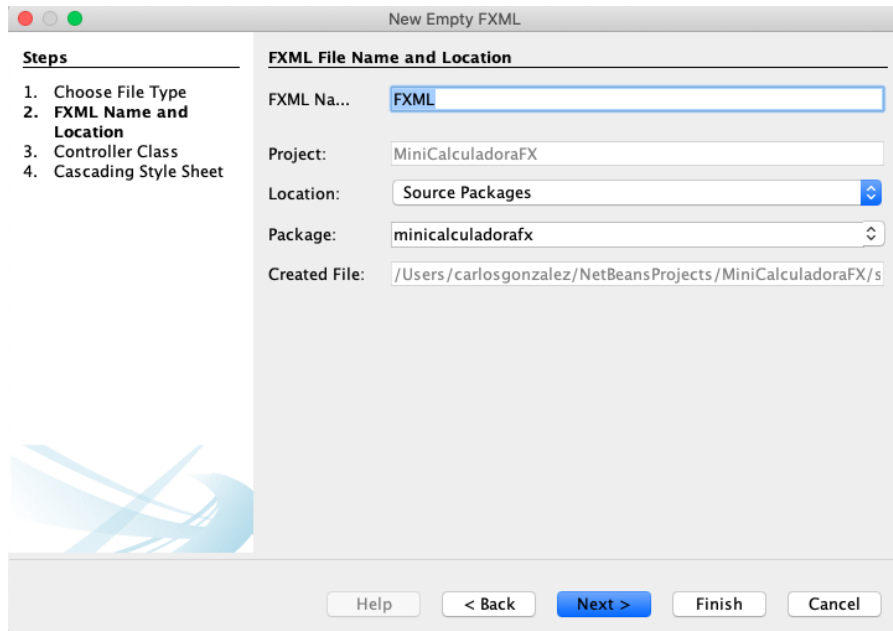 New Empty FXML
Steps
1. Choose File Type
2. FXML Name and
Location
3. Controller Class
4. Cascading Style Sheet
FXML File Name and Location
FXML Na... FXML
Project: MiniCalculadoraFX
Location: Source Packages
Package: minicalculadorafx
Created File: /Users/carlosgonzalez/NetBeansProjects/MiniCalculadoraFX/s
Help < Back Next > Finish Cancel